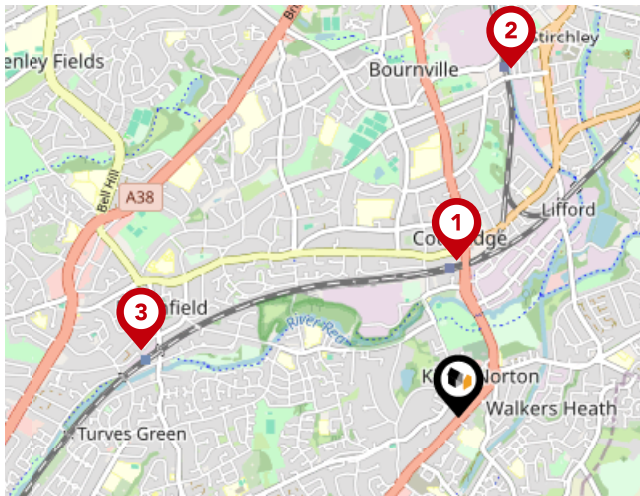 2
Stirchley
enley Fields
Bournville
Bell Hill
A38
Lifford
1
3
field
River Rea
Norton
Walkers Heath
Turves Green